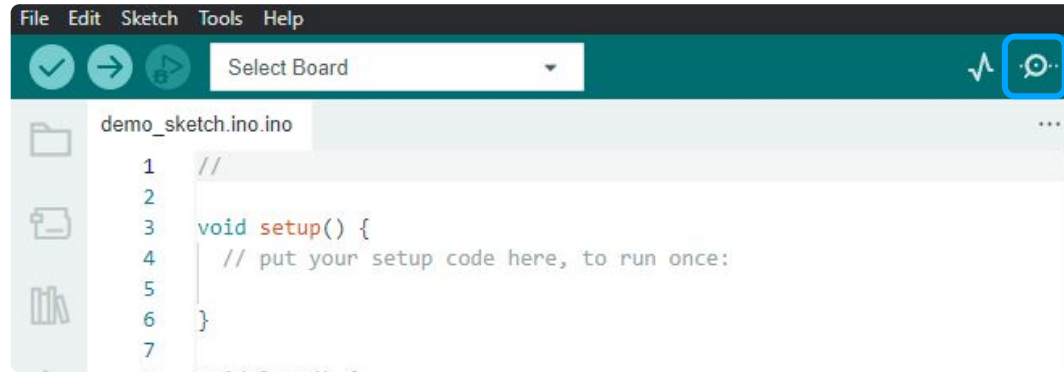 File Edit Sketch Tools Help
Select Board
demo_sketch.ino.ino
1 //
2
3 void setup() {
4 // put your setup code here, to run once:
5
6 }
7